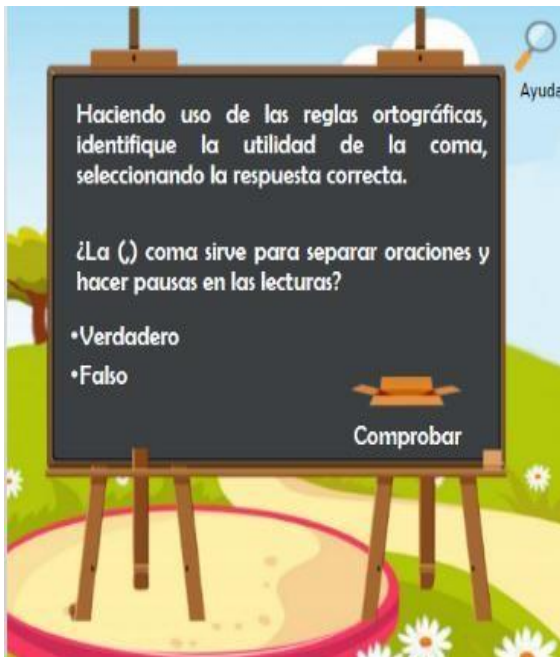 Ayuda
Haciendo uso de las reglas ortográficas,
identifique la utilidad de la coma,
seleccionando la respuesta correcta.
¿La (,) coma sirve para separar oraciones y
hacer pausas en las lecturas?
•Verdadero
•Falso
Comprobar